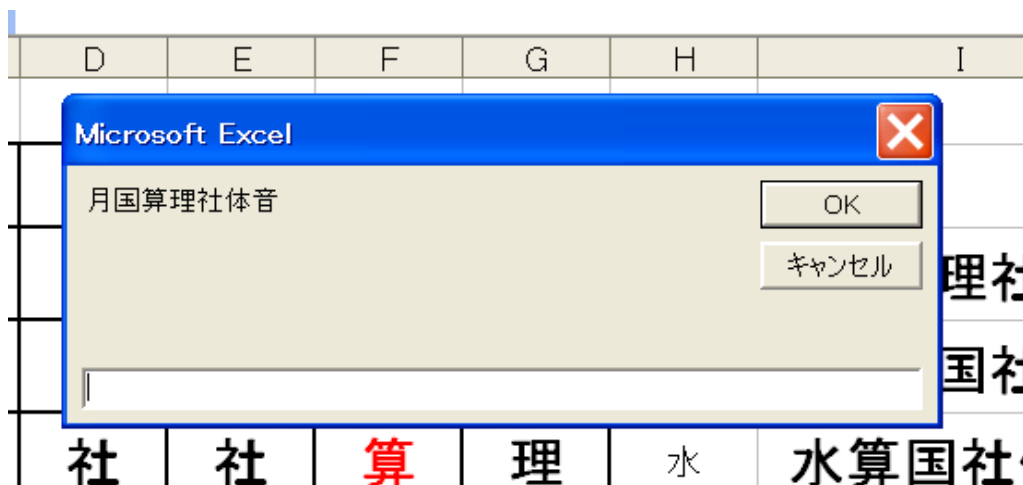 D E F G H I
Microsoft Excel
月国算理社体音
OK
キャンセル
理社
国社
社 社 算 理 水 水算国社